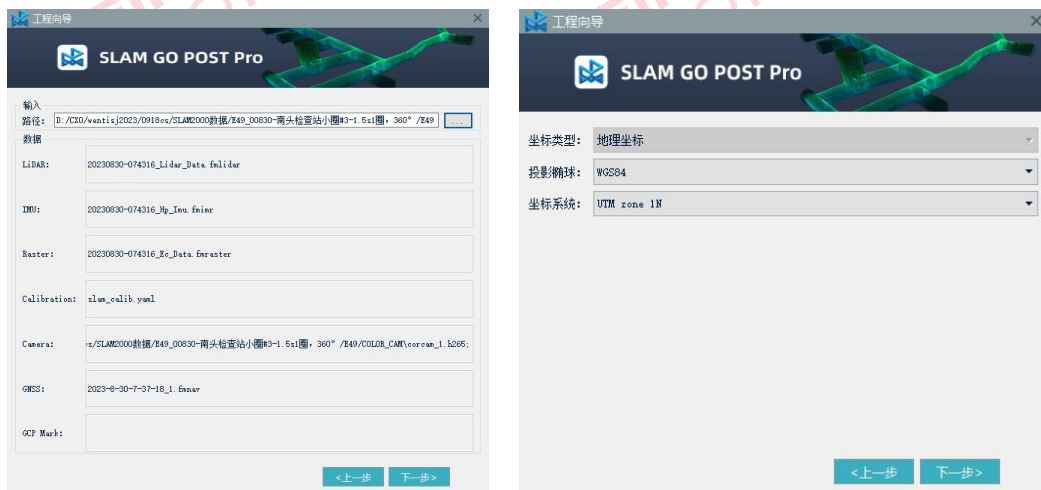 工程向导
SLAM GO POST Pro
输入
路径: D:/CXO/wentisj2023/0918cs/SLAM2000数据/E49_00830-南头检查站小圈#3-1.5s1圈，360° /E49 ...
数据
LiDAR: 20230830-074316_Lidar_Data.fmlidar
IMU: 20230830-074316_Mp_Imu.fmimr
Raster: 20230830-074316_Ec_Data.fmraster
Calibration: slam_calib.yaml
Camera: s/SLAM2000数据/E49_00830-南头检查站小圈#3-1.5s1圈，360° /E49/COLOR_CAM\corcam_1.h265;
GNSS: 2023-8-30-7-37-18_1.fmnav
GCP Mark:
<上一步 下一步>
工程向导
SLAM GO POST Pro
坐标类型: 地理坐标
投影椭球: WGS84
坐标系统: UTM zone 1N
<上一步 下一步>